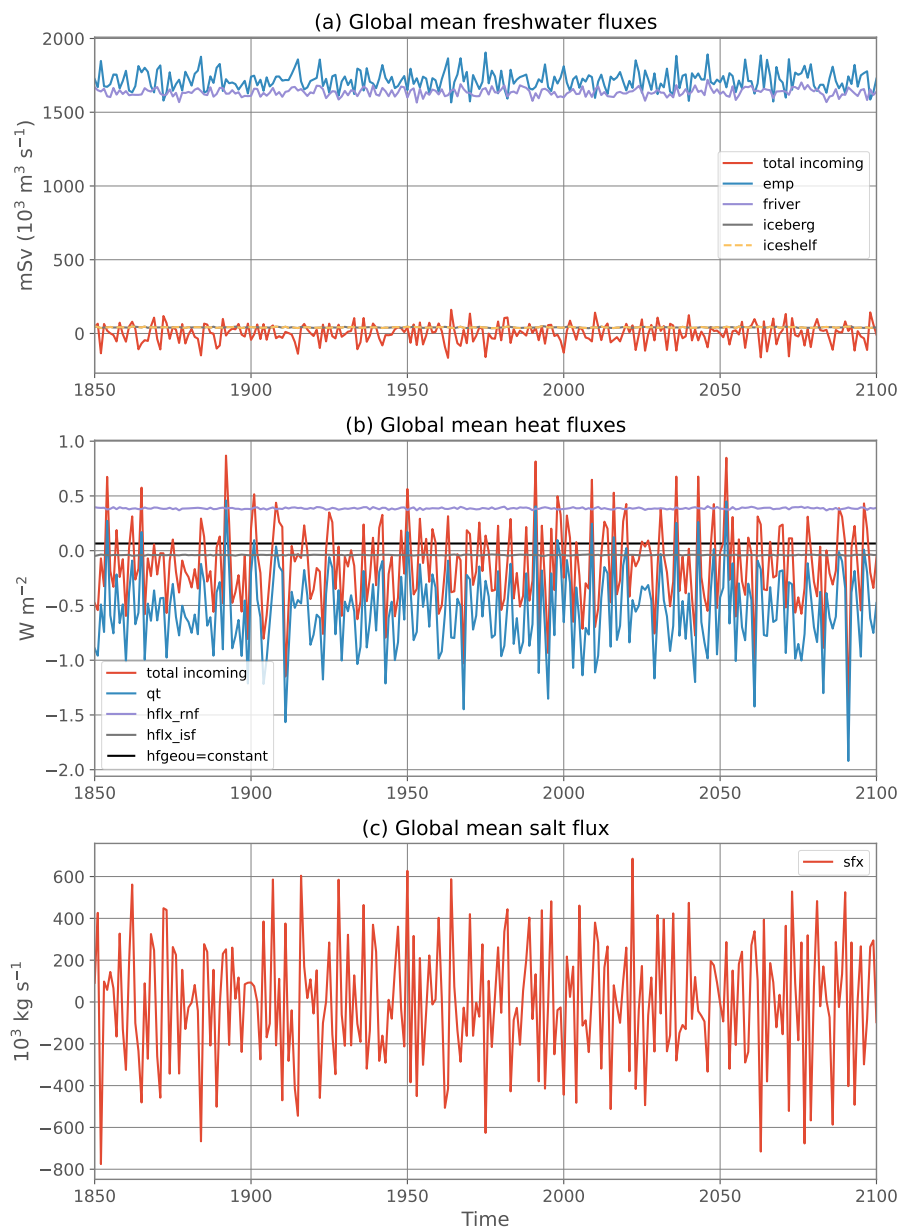 (a) Global mean freshwater fluxes
mSv (10³ m³ s⁻¹)
2000
1500
1000
500
0
total incoming
emp
friver
iceberg
iceshelf
1850 1900 1950 2000 2050 2100
(b) Global mean heat fluxes
W m⁻²
1.0
0.5
0.0
−0.5
−1.0
−1.5
−2.0
total incoming
qt
hflx_rnf
hflx_isf
hfgeou=constant
1850 1900 1950 2000 2050 2100
(c) Global mean salt flux
10³ kg s⁻¹
600
400
200
0
−200
−400
−600
−800
sfx
1850 1900 1950 2000 2050 2100
Time